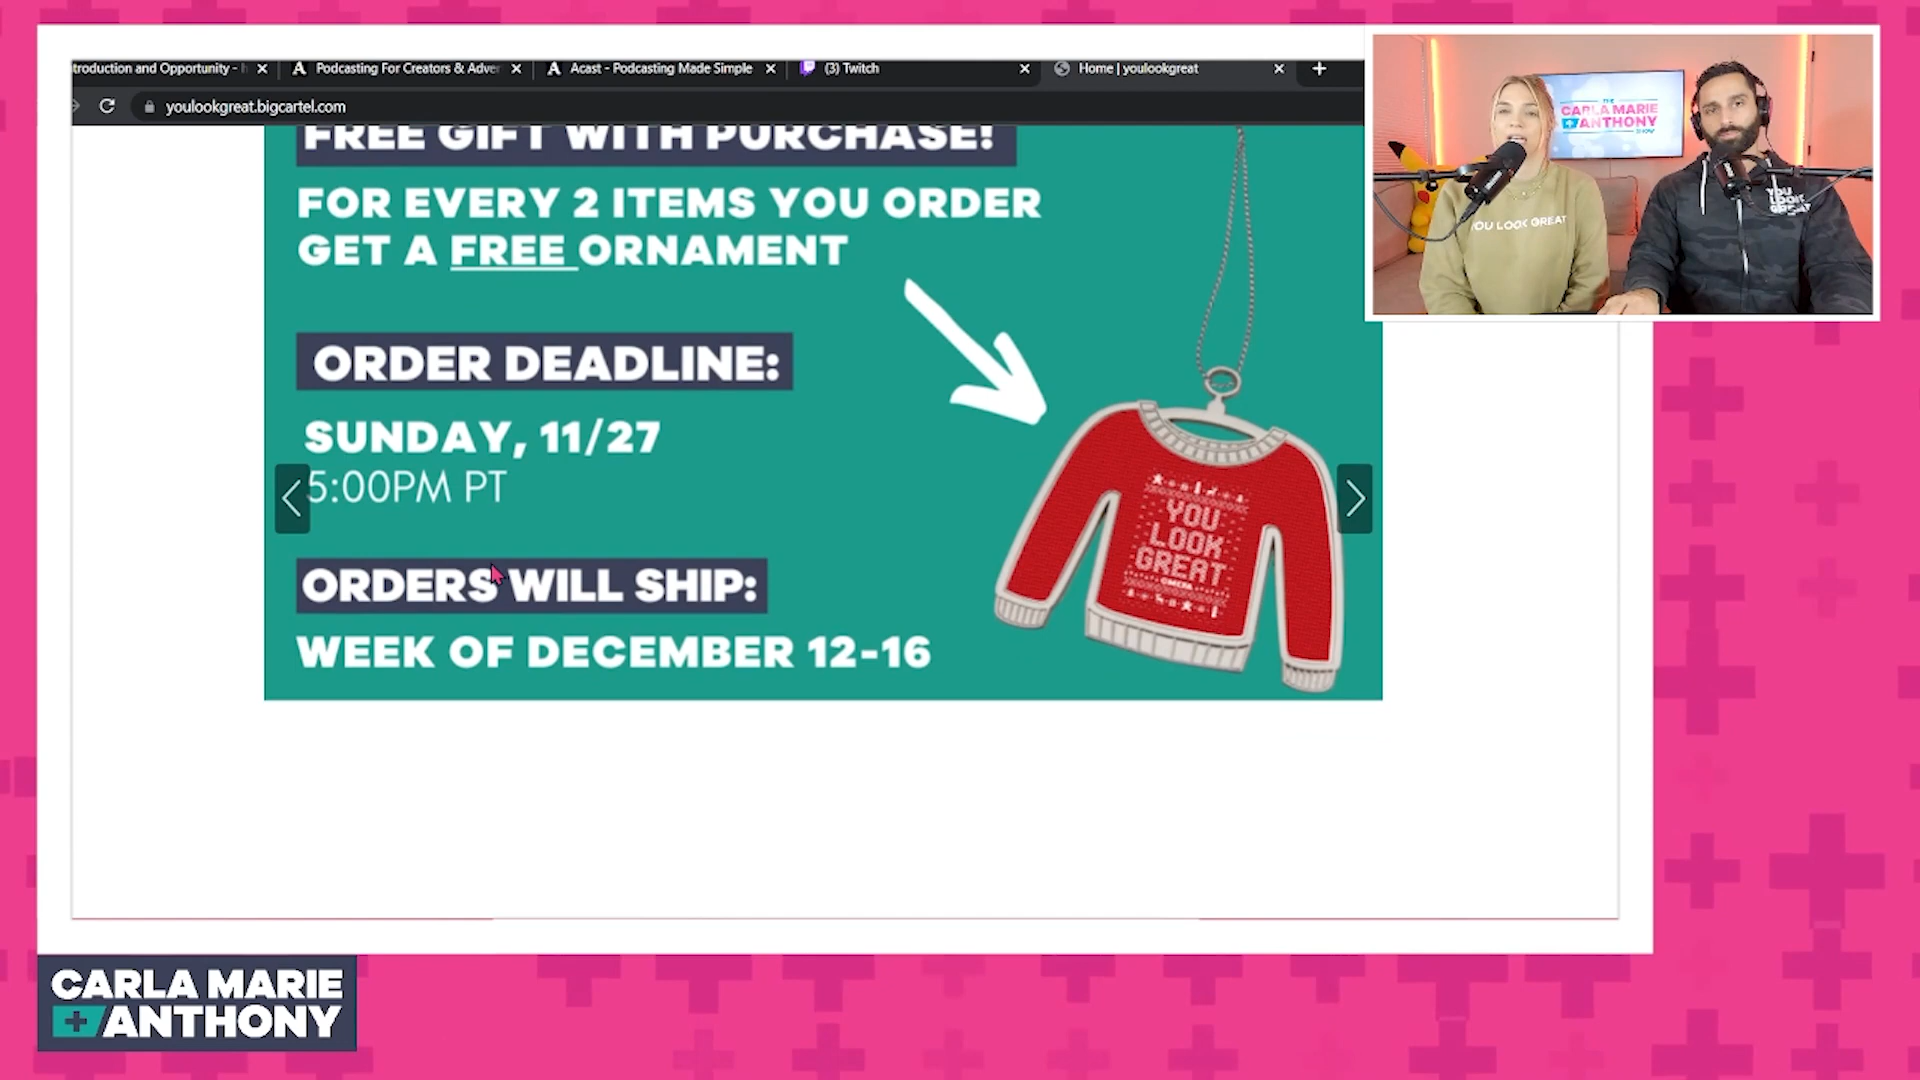 troduction and Opportunity - h
Podcasting For Creators & Adver
Acast - Podcasting Made Simple
(3) Twitch
Home | youlookgreat
youlookgreat.bigcartel.com
FREE GIFT WITH PURCHASE!
FOR EVERY 2 ITEMS YOU ORDER
GET A FREE ORNAMENT
ORDER DEADLINE:
SUNDAY, 11/27
5:00PM PT
ORDERS WILL SHIP:
WEEK OF DECEMBER 12-16
YOU
LOOK
GREAT
THE
CARLA MARIE
+ ANTHONY
SHOW
YOU LOOK GREAT
YOU
LOOK
GREAT
CARLA MARIE
+ ANTHONY